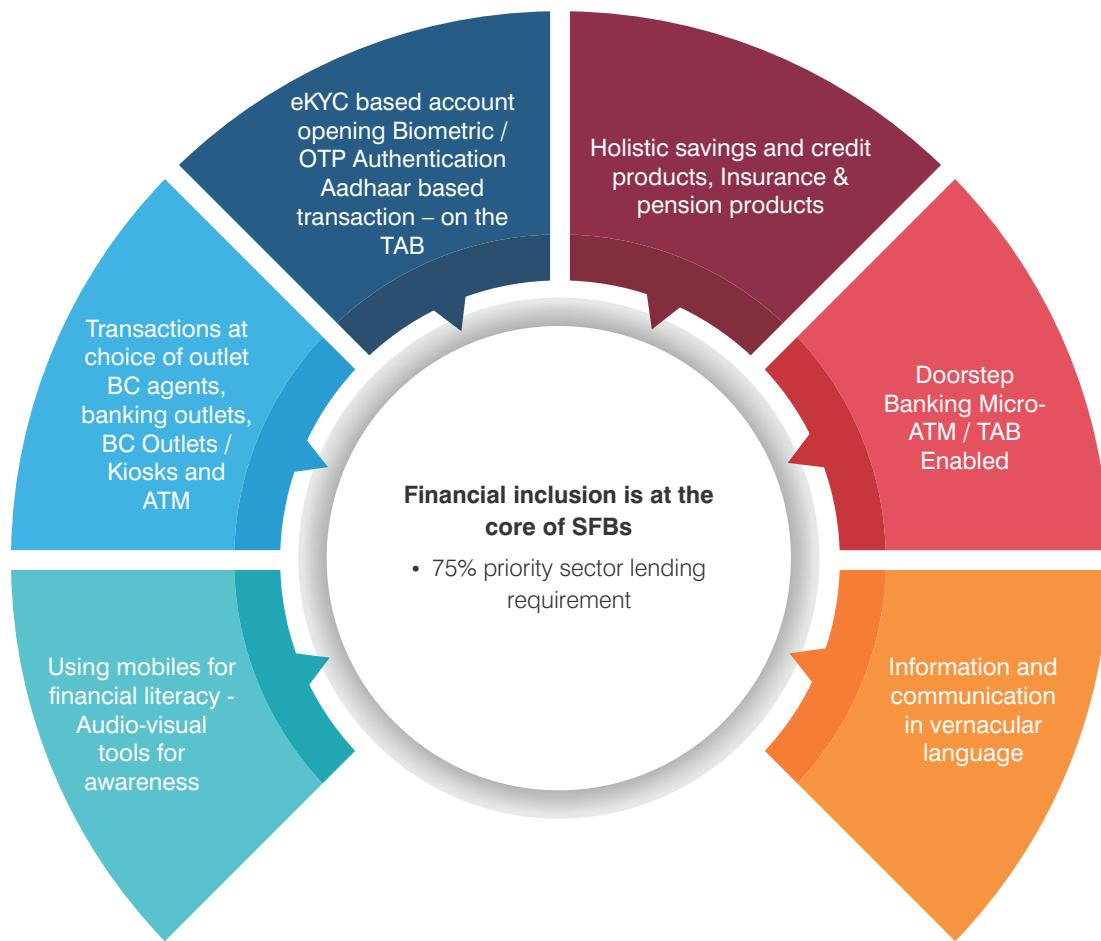 eKYC based account
opening Biometric /
OTP Authentication
Aadhaar based
transaction – on the
TAB
Holistic savings and credit
products, Insurance &
pension products
Transactions at
choice of outlet
BC agents,
banking outlets,
BC Outlets /
Kiosks and
ATM
Doorstep
Banking Micro-
ATM / TAB
Enabled
Financial inclusion is at the
core of SFBs
• 75% priority sector lending
requirement
Using mobiles for
financial literacy -
Audio-visual
tools for
awareness
Information and
communication
in vernacular
language